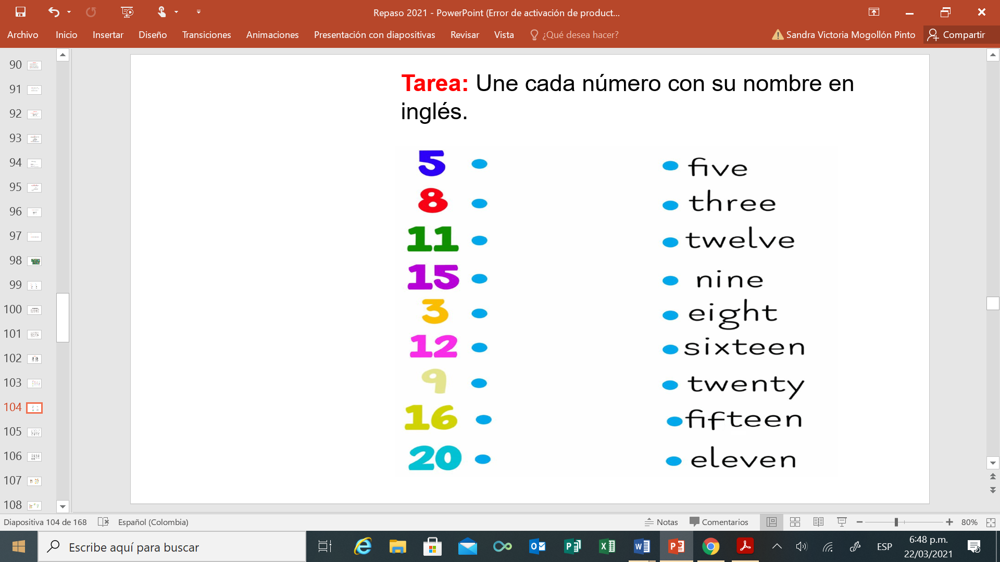 Repaso 2021 - PowerPoint (Error de activación de product...
Archivo Inicio Insertar Diseño Transiciones Animaciones Presentación con diapositivas Revisar Vista ¿Qué desea hacer? Sandra Victoria Mogollón Pinto Compartir
90
91
92
93
94
95
96
97
98
99
100
101
102
103
104
105
106
107
108
Tarea: Une cada número con su nombre en
inglés.
5 five
8 three
11 twelve
15 nine
3 eight
12 sixteen
9 twenty
16 fifteen
20 eleven
Diapositiva 104 de 168 Español (Colombia) Notas Comentarios 80%
Escribe aquí para buscar ESP 6:48 p.m.
22/03/2021